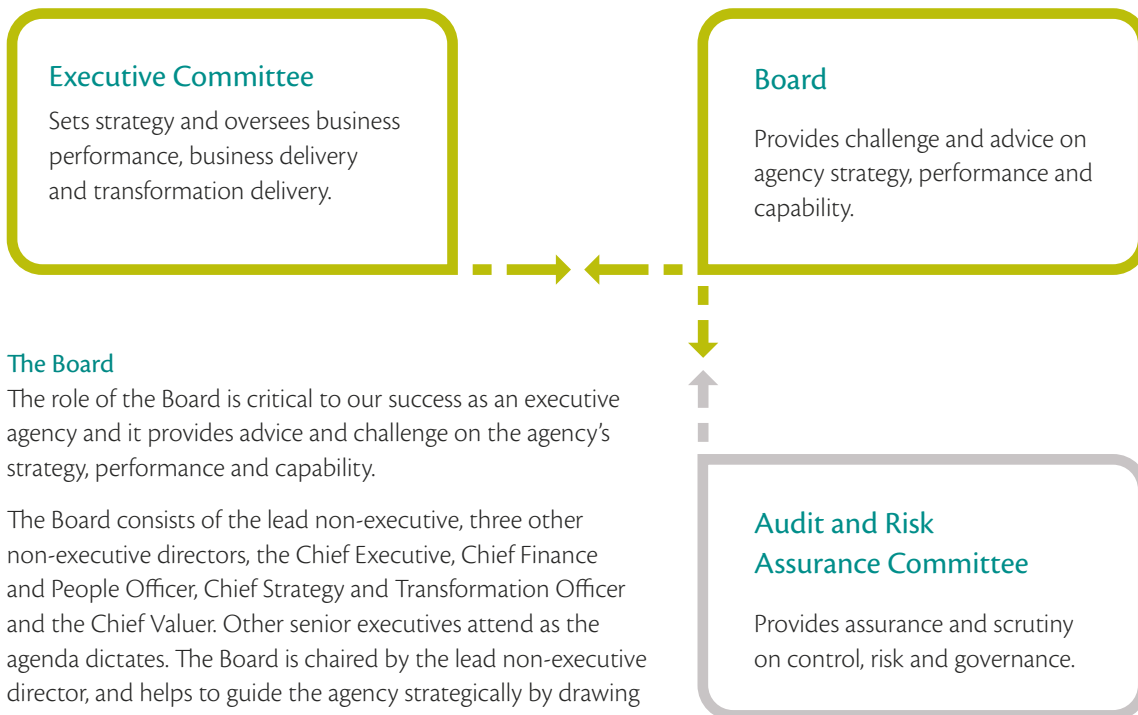 Executive Committee
Sets strategy and oversees business
performance, business delivery
and transformation delivery.
Board
Provides challenge and advice on
agency strategy, performance and
capability.
The Board
The role of the Board is critical to our success as an executive
agency and it provides advice and challenge on the agency’s
strategy, performance and capability.
The Board consists of the lead non-executive, three other
non-executive directors, the Chief Executive, Chief Finance
and People Officer, Chief Strategy and Transformation Officer
and the Chief Valuer. Other senior executives attend as the
agenda dictates. The Board is chaired by the lead non-executive
director, and helps to guide the agency strategically by drawing
Audit and Risk
Assurance Committee
Provides assurance and scrutiny
on control, risk and governance.